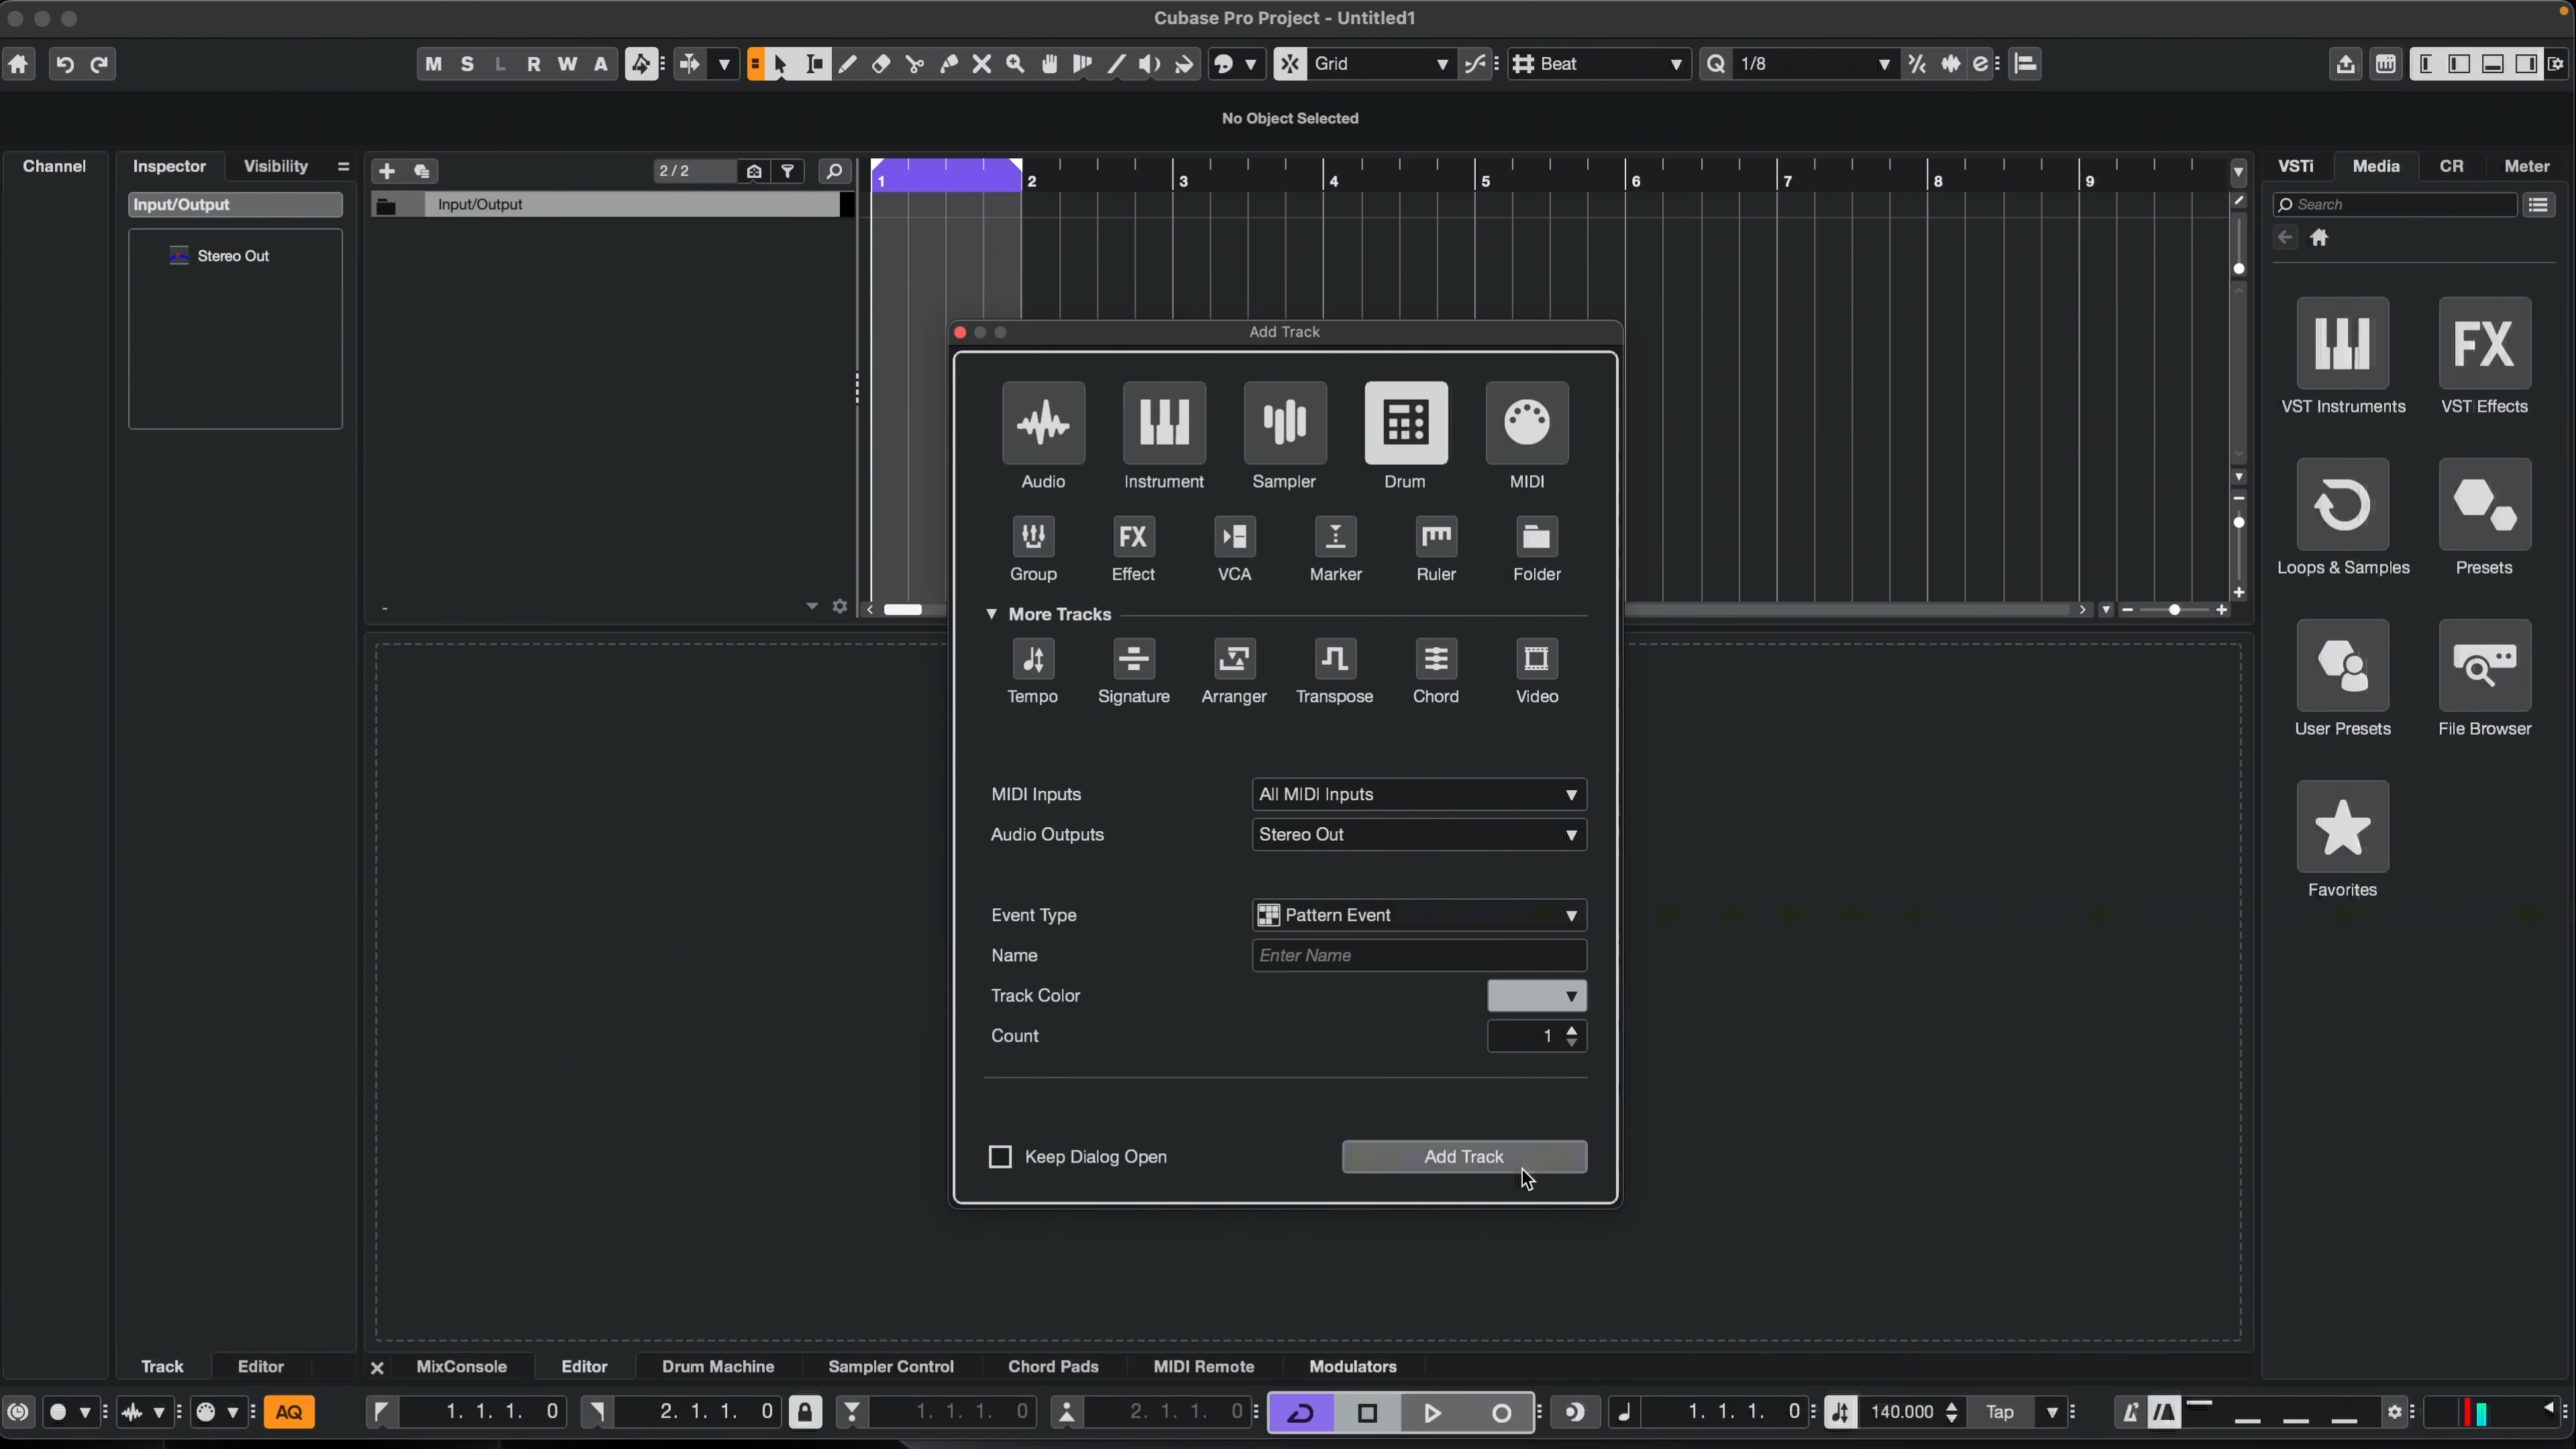 Cubase Pro Project - Untitled1
M S L R W A Grid Beat Q 1/8
No Object Selected
Channel Inspector Visibility 2 / 2 1 2 3 4 5 6 7 8 9 VSTi Media CR Meter
Input/Output Input/Output Search
Stereo Out
Add Track
Audio Instrument Sampler Drum MIDI
FX
VST Instruments VST Effects
FX
Group Effect VCA Marker Ruler Folder
Loops & Samples Presets
More Tracks
Tempo Signature Arranger Transpose Chord Video
User Presets File Browser
MIDI Inputs All MIDI Inputs
Audio Outputs Stereo Out
Favorites
Event Type Pattern Event
Name Enter Name
Track Color
Count 1
Keep Dialog Open Add Track
Track Editor MixConsole Editor Drum Machine Sampler Control Chord Pads MIDI Remote Modulators
AQ 1. 1. 1. 0 2. 1. 1. 0 1. 1. 1. 0 2. 1. 1. 0 1. 1. 1. 0 140.000 Tap